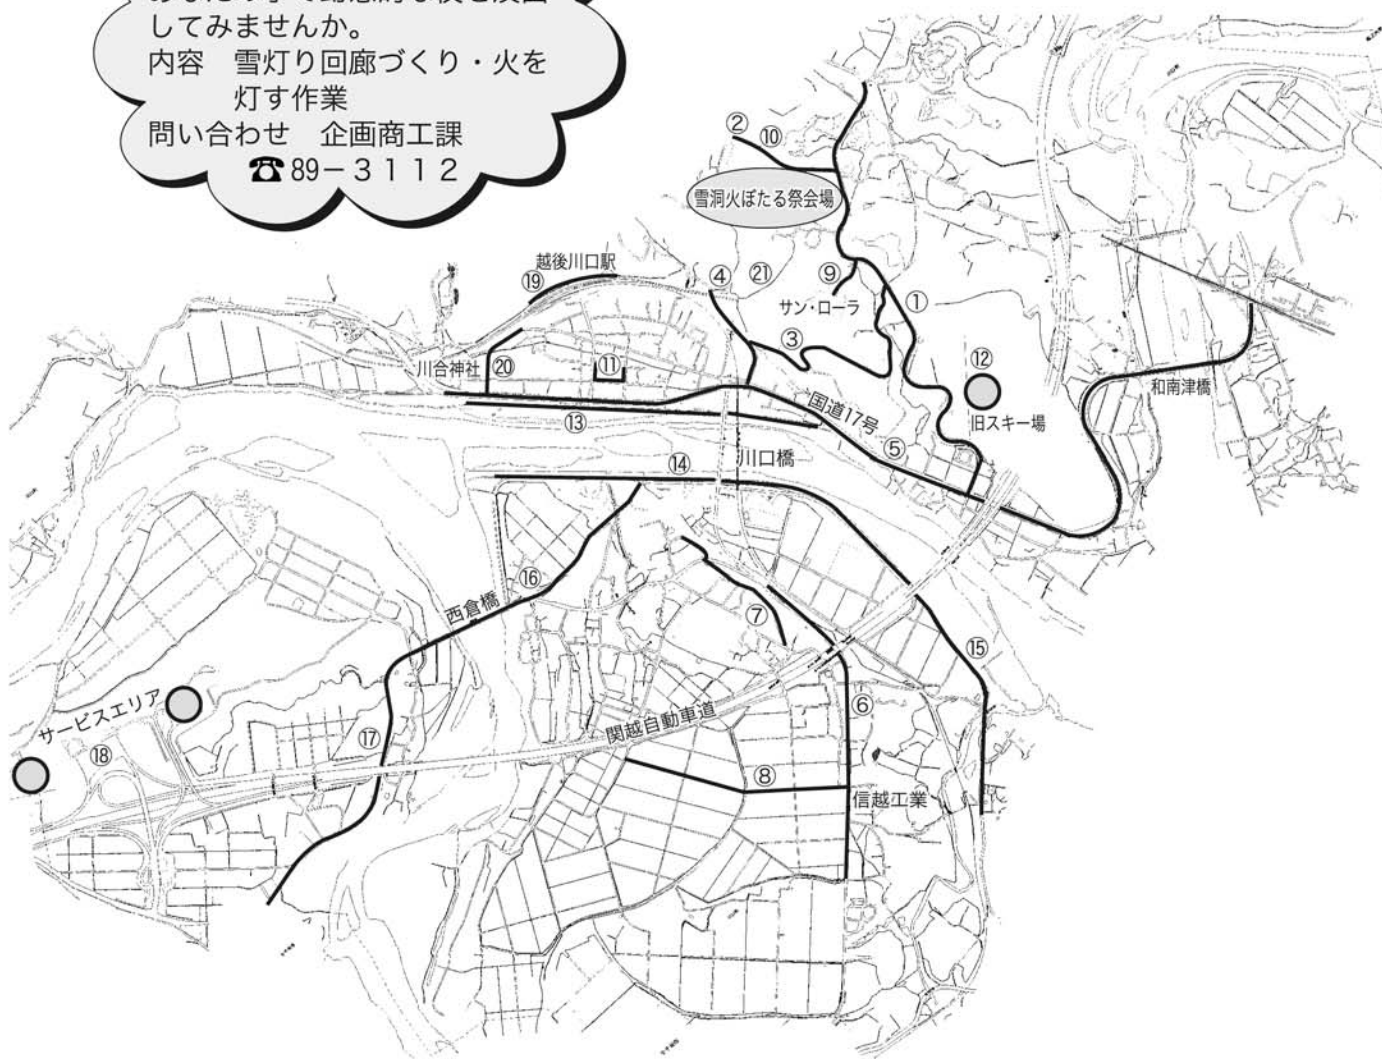 してみませんか。
内容 雪灯り回廊づくり・火を
灯す作業
問い合わせ 企画商工課
☎89－3112
②
⑩
雪洞火ぼたる祭会場
越後川口駅
⑲
④
㉑
⑨
サン・ローラ
①
③
⑫
旧スキー場
和南津橋
川合神社
⑳
⑪
国道17号
⑬
⑤
川口橋
⑭
⑯
西倉橋
⑦
⑮
サービスエリア
⑥
関越自動車道
⑰
⑱
⑧
信越工業